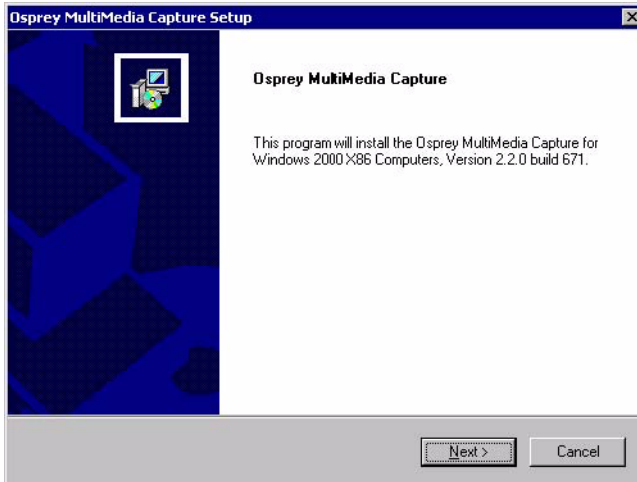 Osprey MultiMedia Capture Setup
Osprey MultiMedia Capture
This program will install the Osprey MultiMedia Capture for
Windows 2000 X86 Computers, Version 2.2.0 build 671.
Next >
Cancel